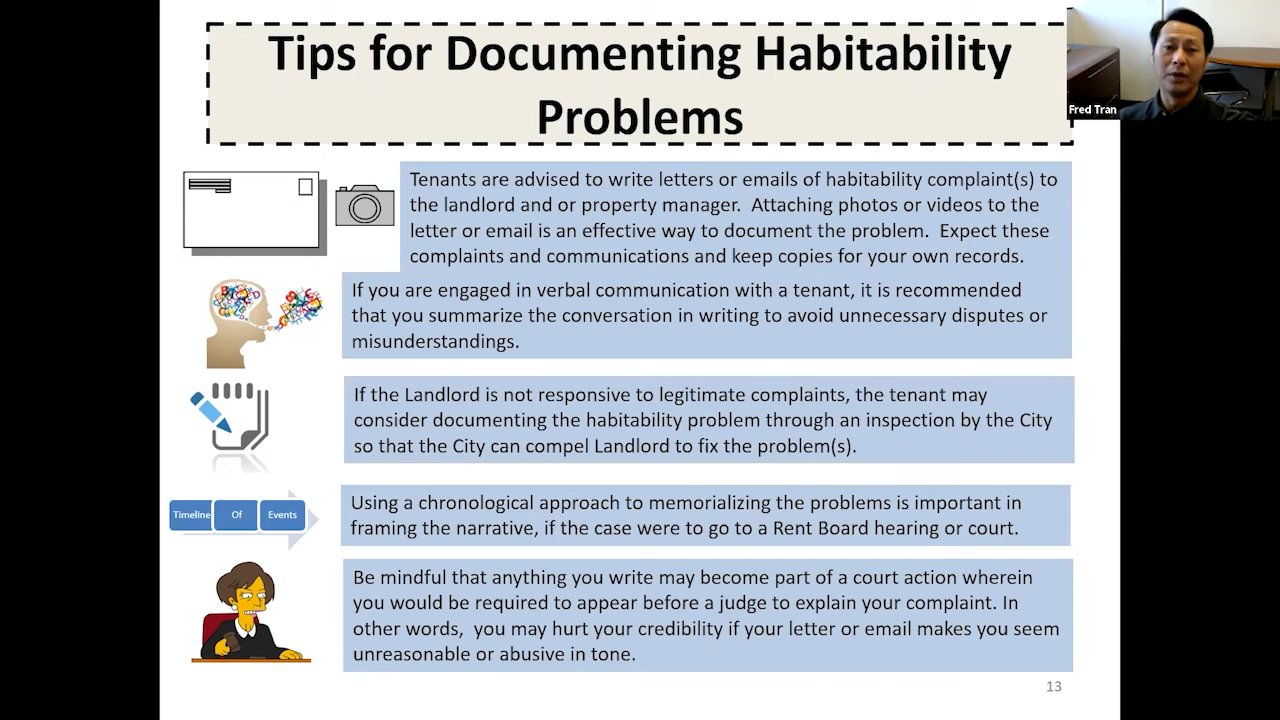 Tips for Documenting Habitability
Problems
Fred Tran
Tenants are advised to write letters or emails of habitability complaint(s) to
the landlord and or property manager.  Attaching photos or videos to the
letter or email is an effective way to document the problem.  Expect these
complaints and communications and keep copies for your own records.
If you are engaged in verbal communication with a tenant, it is recommended
that you summarize the conversation in writing to avoid unnecessary disputes or
misunderstandings.
If the Landlord is not responsive to legitimate complaints, the tenant may
consider documenting the habitability problem through an inspection by the City
so that the City can compel Landlord to fix the problem(s).
Timeline Of Events
Using a chronological approach to memorializing the problems is important in
framing the narrative, if the case were to go to a Rent Board hearing or court.
Be mindful that anything you write may become part of a court action wherein
you would be required to appear before a judge to explain your complaint. In
other words,  you may hurt your credibility if your letter or email makes you seem
unreasonable or abusive in tone.
13